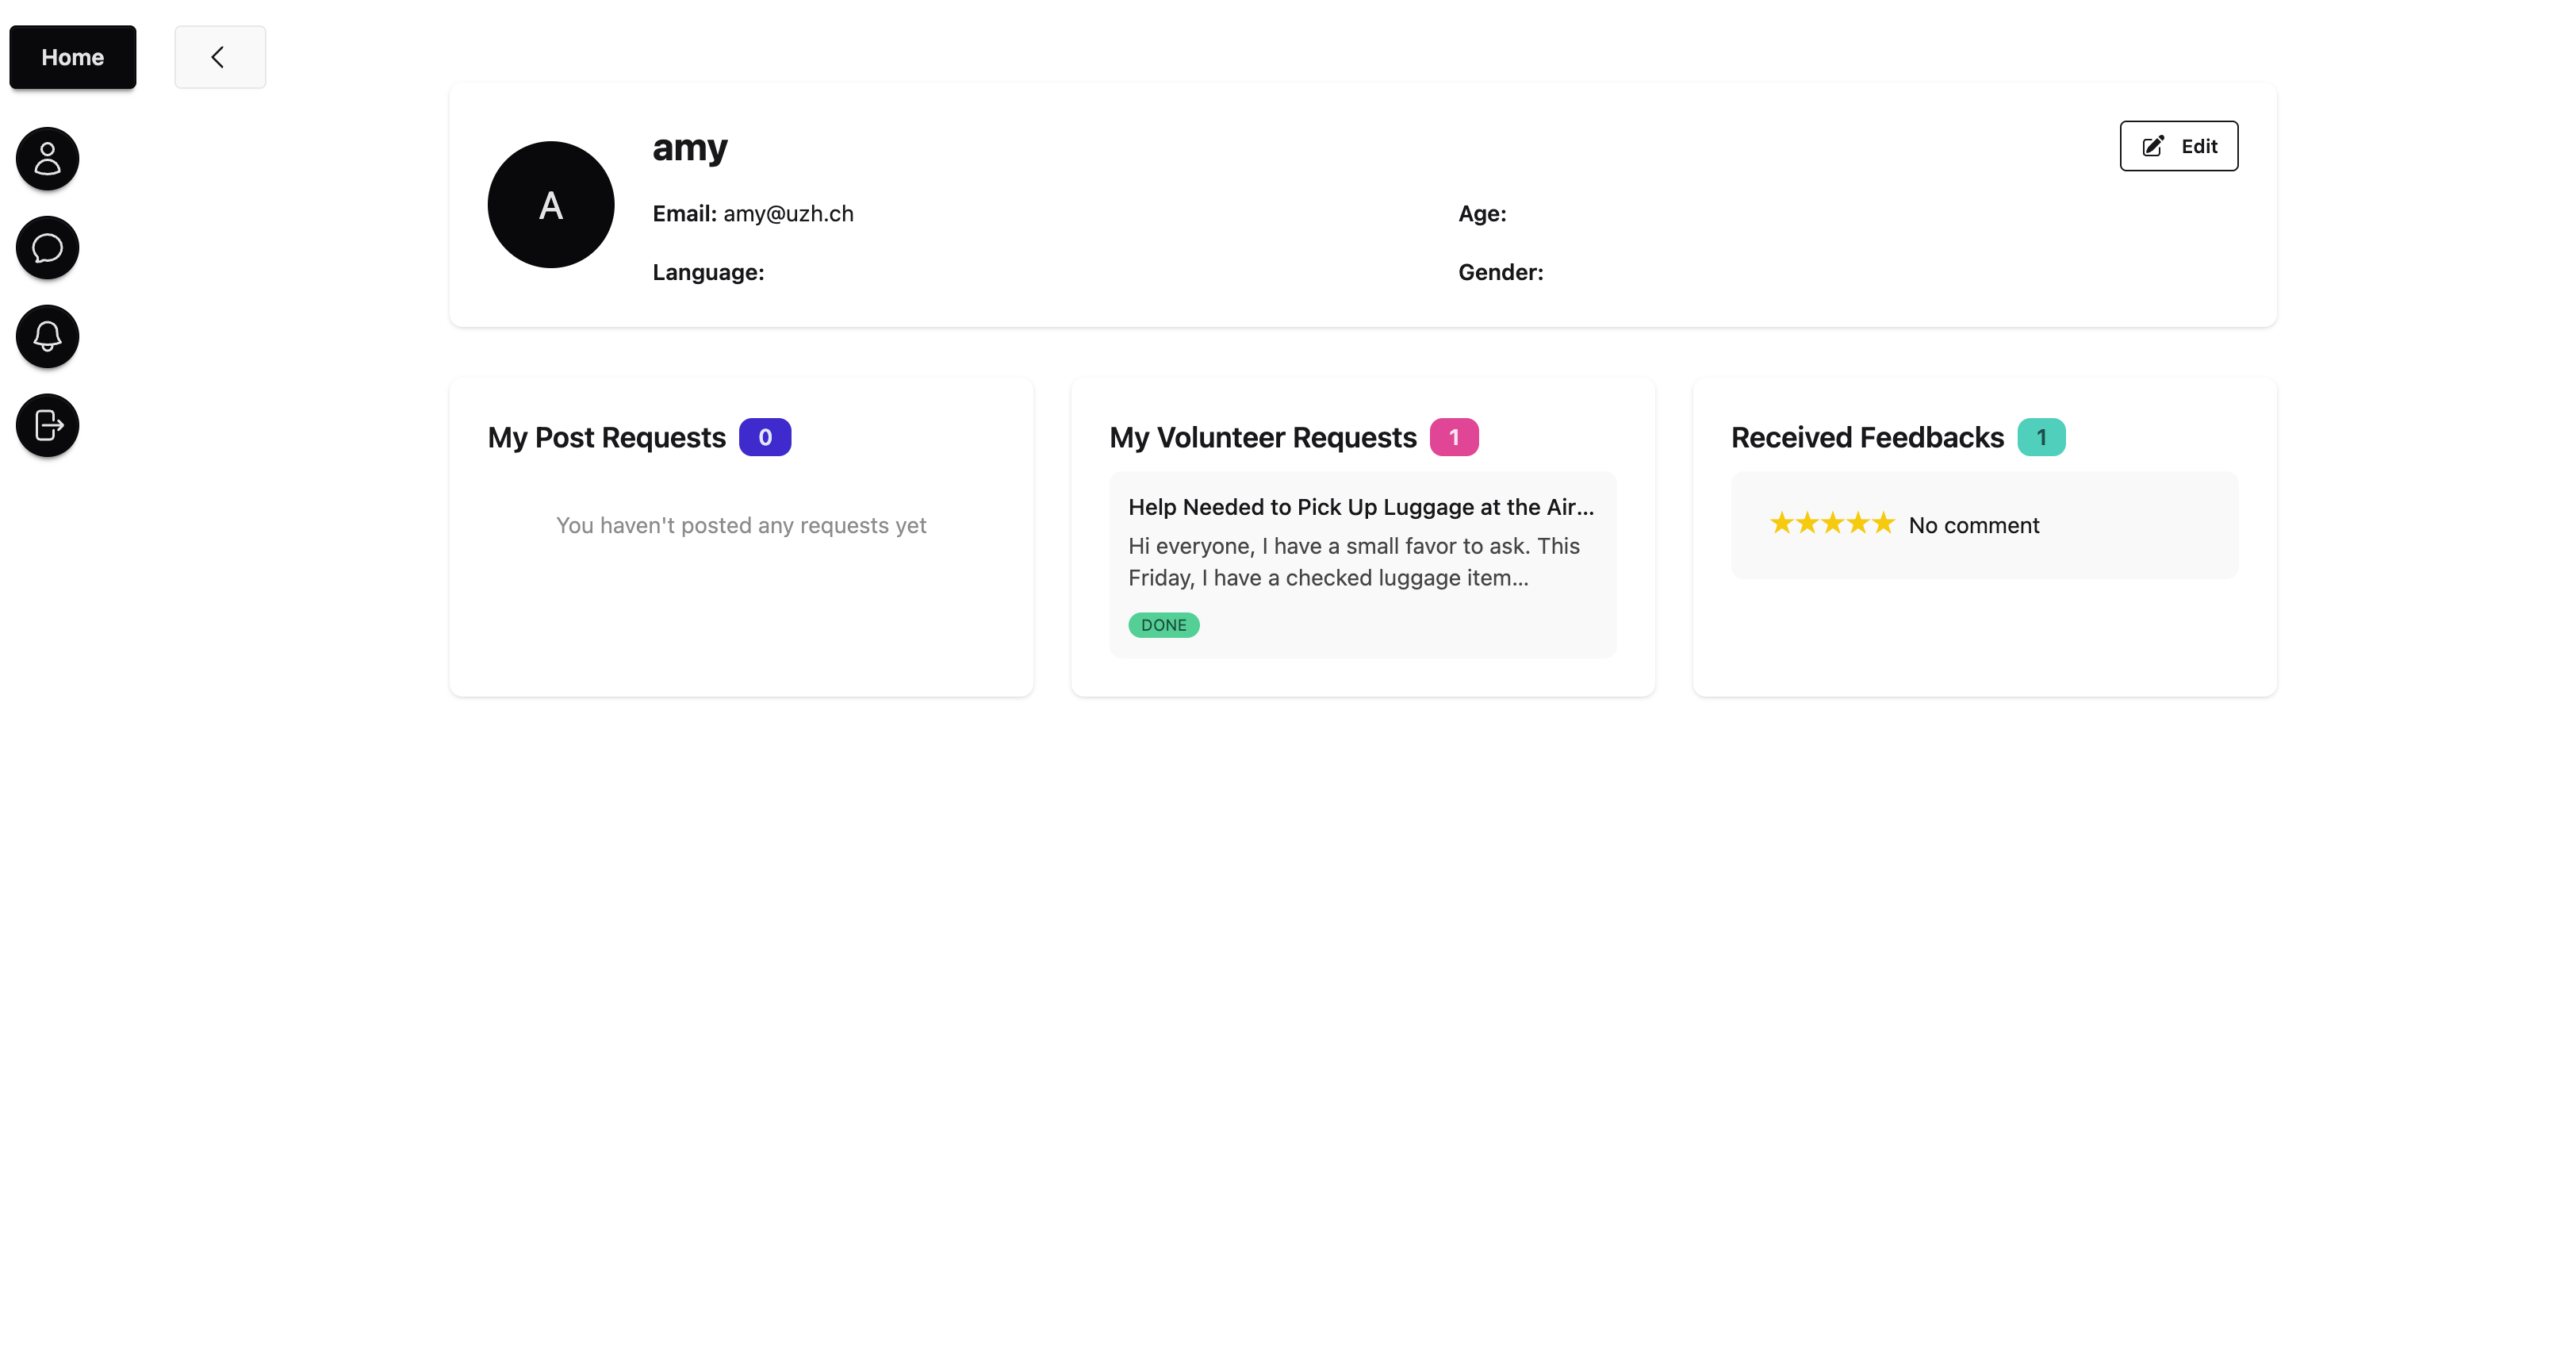 Home
A
amy
Edit
Email: amy@uzh.ch
Age:
Language:
Gender:
My Post Requests 0
You haven't posted any requests yet
My Volunteer Requests 1
Help Needed to Pick Up Luggage at the Air...
Hi everyone, I have a small favor to ask. This
Friday, I have a checked luggage item...
DONE
Received Feedbacks 1
★★★★★ No comment